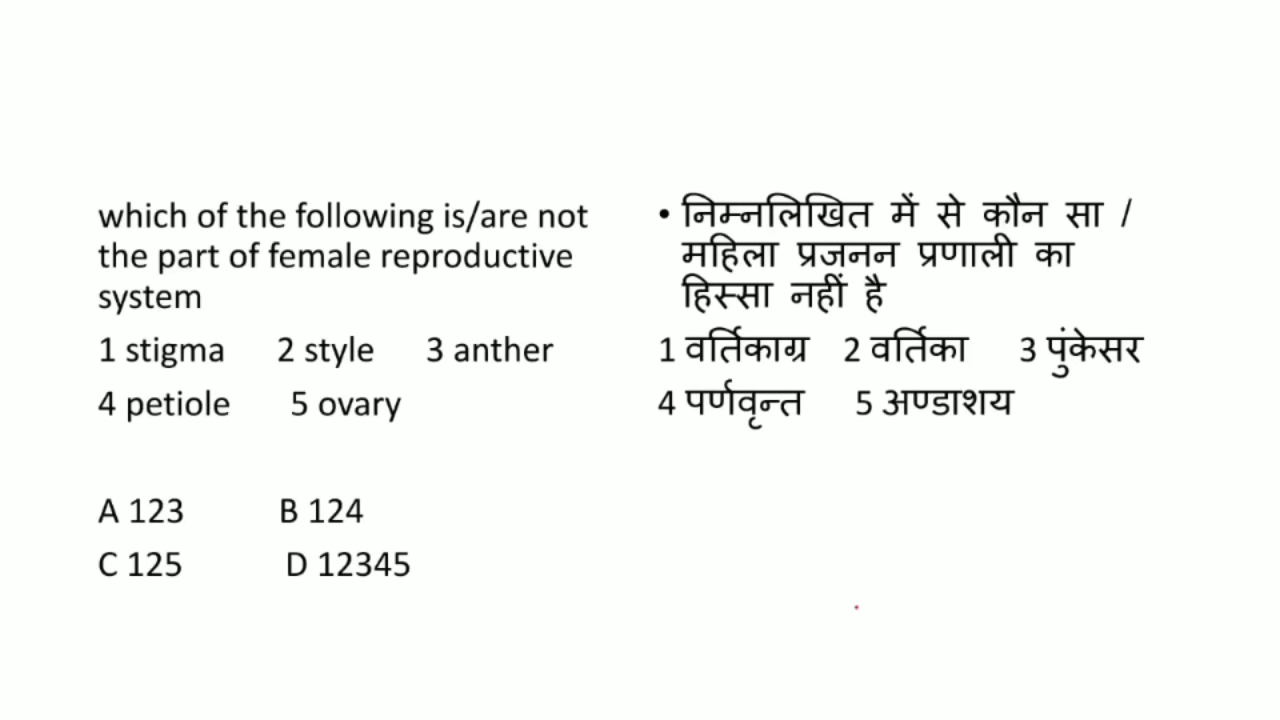 which of the following is/are not
the part of female reproductive
system
1 stigma 2 style 3 anther
4 petiole 5 ovary
A 123 B 124
C 125 D 12345
• निम्नलिखित में से कौन सा /
महिला प्रजनन प्रणाली का
हिस्सा नहीं है
1 वर्तिकाग्र 2 वर्तिका 3 पुंकेसर
4 पर्णवृन्त 5 अण्डाशय